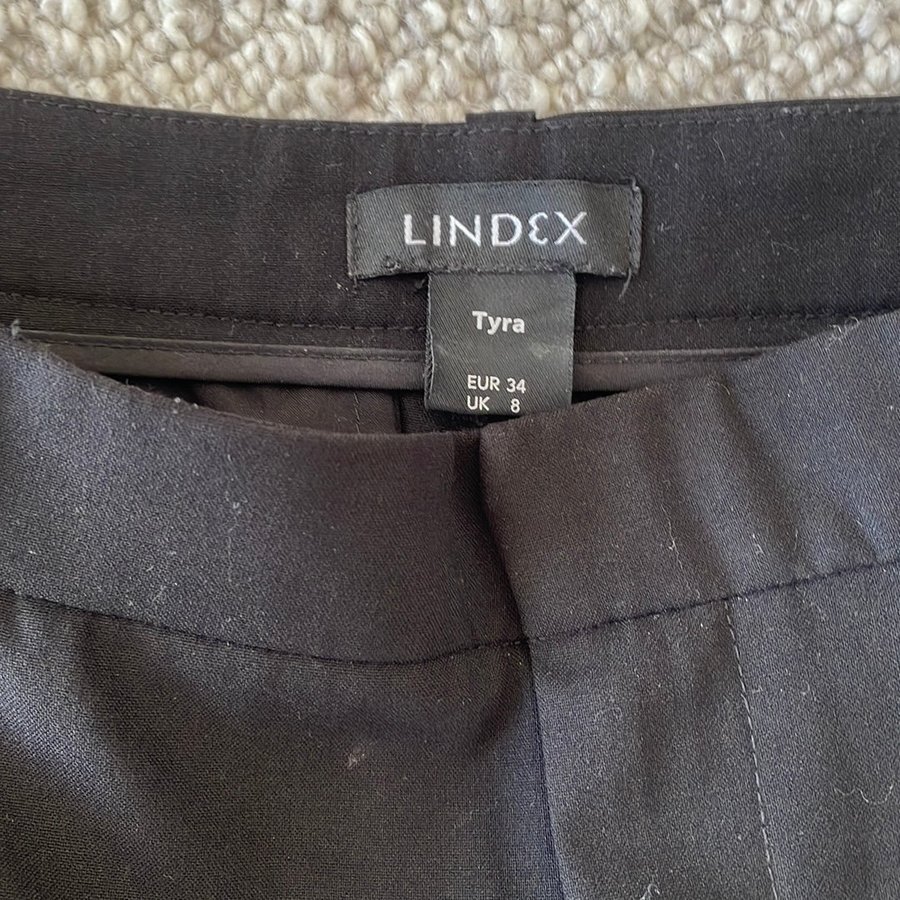 LINDEX
Tyra
EUR 34
UK 8